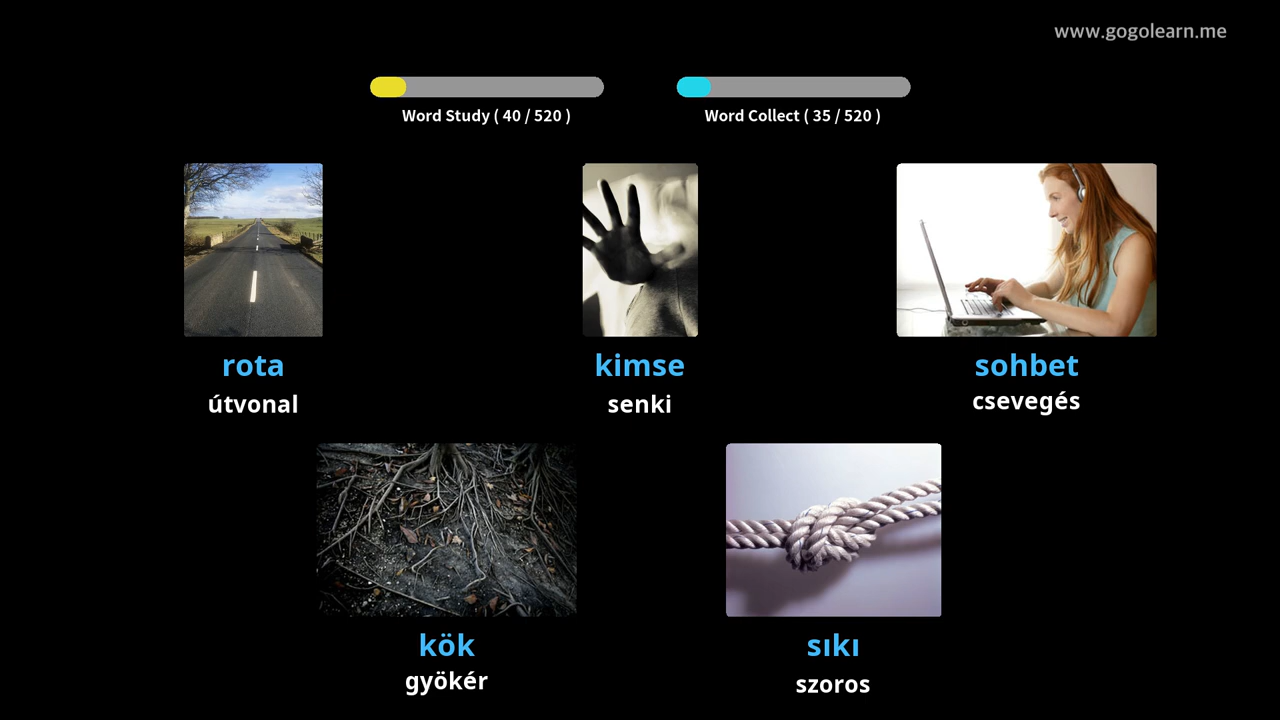 www.gogolearn.me
Word Study ( 40 / 520 )
Word Collect ( 35 / 520 )
rota
útvonal
kimse
senki
sohbet
csevegés
kök
gyökér
sıkı
szoros